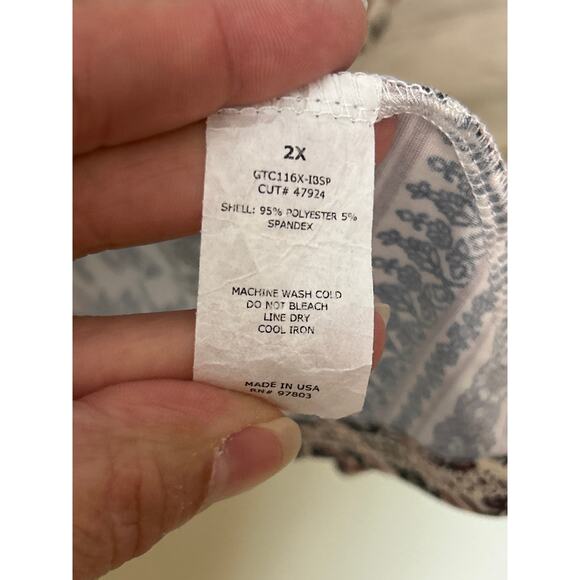 2X
GTC116X-IBSP
CUT# 47924
SHELL: 95% POLYESTER 5%
SPANDEX
MACHINE WASH COLD
DO NOT BLEACH
LINE DRY
COOL IRON
MADE IN USA
RN# 97803